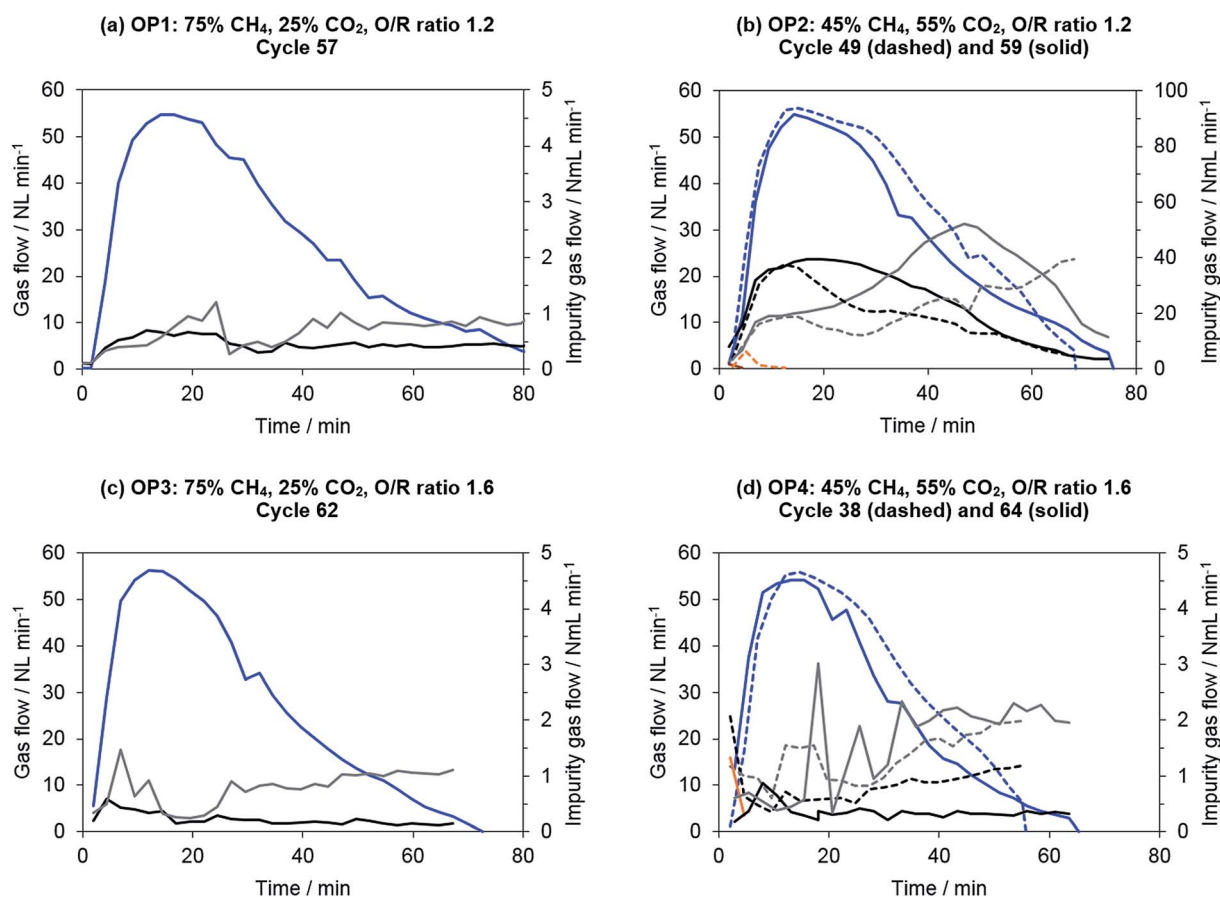 (a) OP1: 75% CH₄, 25% CO₂, O/R ratio 1.2
Cycle 57
60
50
40
30
20
10
0
Gas flow / NL min⁻¹
5
4
3
2
1
0
Impurity gas flow / NmL min⁻¹
0 20 40 60 80
Time / min
(b) OP2: 45% CH₄, 55% CO₂, O/R ratio 1.2
Cycle 49 (dashed) and 59 (solid)
60
50
40
30
20
10
0
Gas flow / NL min⁻¹
100
80
60
40
20
0
Impurity gas flow / NmL min⁻¹
0 20 40 60 80
Time / min
(c) OP3: 75% CH₄, 25% CO₂, O/R ratio 1.6
Cycle 62
60
50
40
30
20
10
0
Gas flow / NL min⁻¹
5
4
3
2
1
0
Impurity gas flow / NmL min⁻¹
0 20 40 60 80
Time / min
(d) OP4: 45% CH₄, 55% CO₂, O/R ratio 1.6
Cycle 38 (dashed) and 64 (solid)
60
50
40
30
20
10
0
Gas flow / NL min⁻¹
5
4
3
2
1
0
Impurity gas flow / NmL min⁻¹
0 20 40 60 80
Time / min